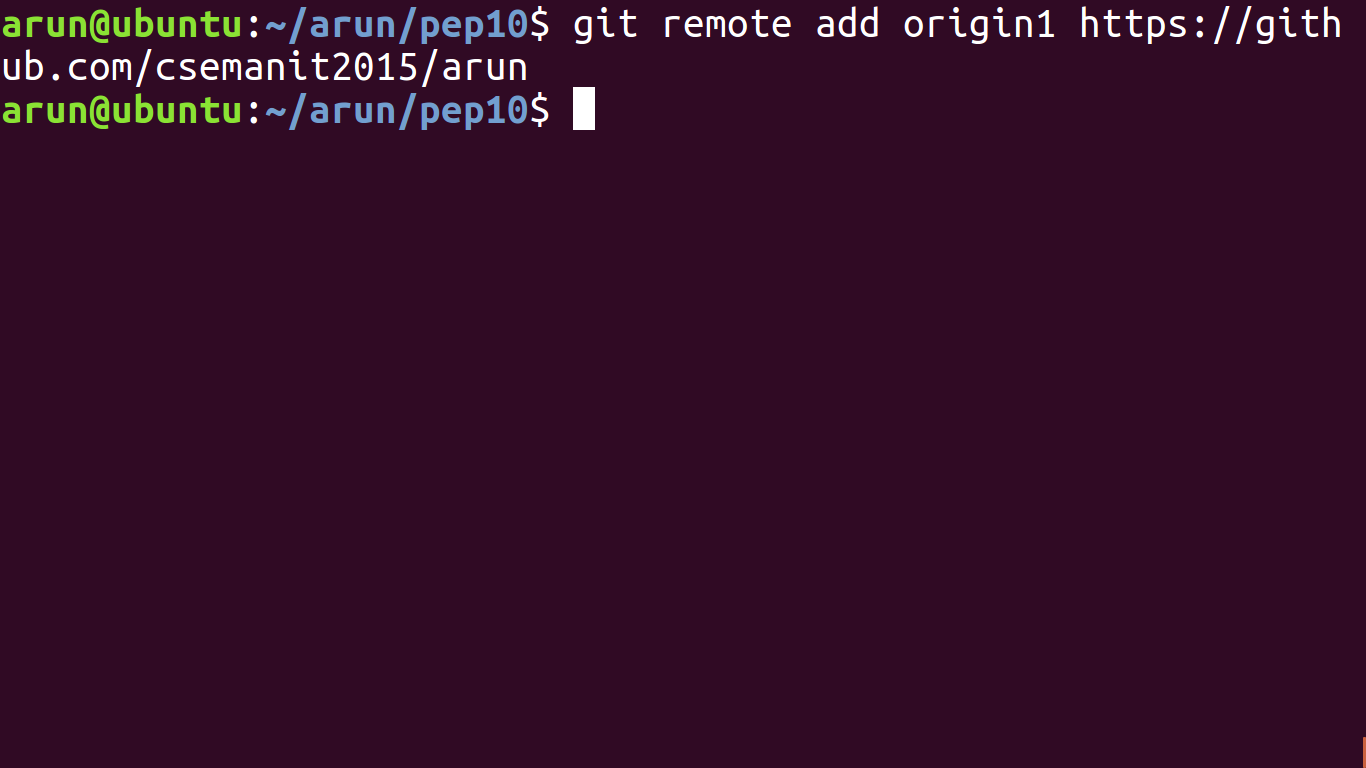 arun@ubuntu:~/arun/pep10$ git remote add origin1 https://gith
ub.com/csemanit2015/arun
arun@ubuntu:~/arun/pep10$